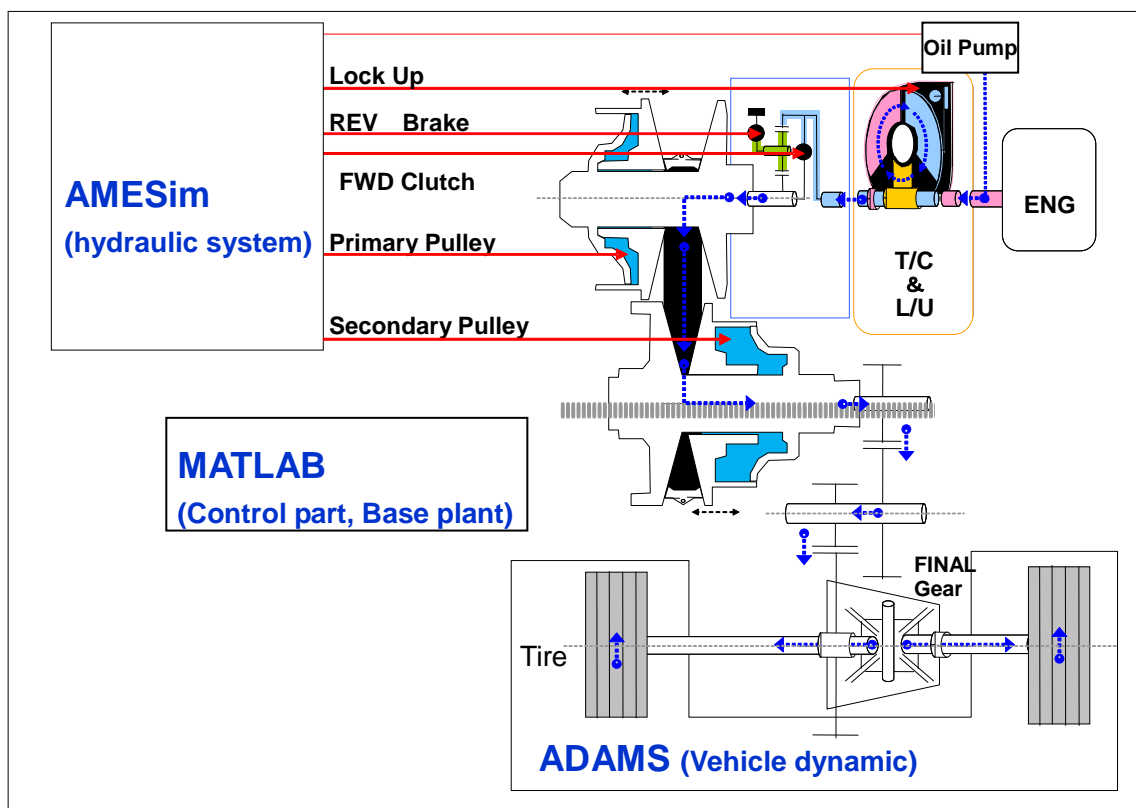 Oil Pump
Lock Up
REV Brake
FWD Clutch
AMESim
(hydraulic system)
ENG
Primary Pulley
T/C
&
L/U
Secondary Pulley
MATLAB
(Control part, Base plant)
FINAL
Gear
Tire
ADAMS (Vehicle dynamic)